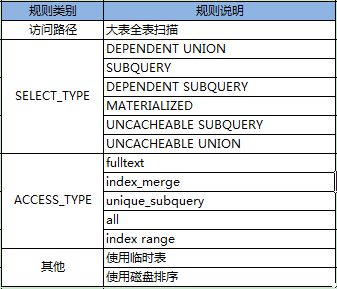 规则类别 规则说明
访问路径 大表全表扫描
SELECT_TYPE
DEPENDENT UNION
SUBQUERY
DEPENDENT SUBQUERY
MATERIALIZED
UNCACHEABLE SUBQUERY
UNCACHEABLE UNION
ACCESS_TYPE
fulltext
index_merge
unique_subquery
all
index range
其他
使用临时表
使用磁盘排序